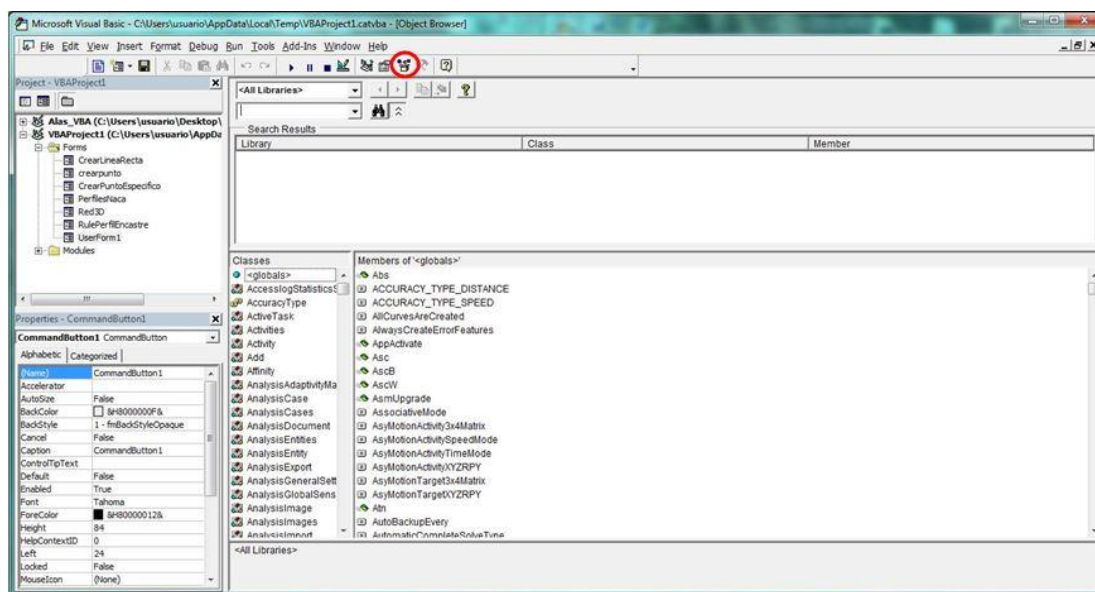 Microsoft Visual Basic - C:\Users\usuario\AppData\Local\Temp\VBAProject1.catvba - [Object Browser]
File Edit View Insert Format Debug Run Tools Add-Ins Window Help
Project - VBAProject1
Alas_VBA (C:\Users\usuario\Desktop\
VBAProject1 (C:\Users\usuario\AppDa
Forms
CrearLineaRecta
crearpunto
CrearPuntoEspecifico
PerfilesNaca
Red3D
RulePerfilEncastre
UserForm1
Modules
Properties - CommandButton1
CommandButton1 CommandButton
Alphabetic Categorized
(Name) CommandButton1
Accelerator
AutoSize False
BackColor &H8000000F&
BackStyle 1 - fmBackStyleOpaque
Cancel False
Caption CommandButton1
ControlTipText
Default False
Enabled True
Font Tahoma
ForeColor &H80000012&
Height 84
HelpContextID 0
Left 24
Locked False
MouseIcon (None)
<All Libraries>
Search Results
Library Class Member
Classes
<globals>
AccesslogStatisticsS
AccuracyType
ActiveTask
Activities
Activity
Add
Affinity
AnalysisAdaptivityMa
AnalysisCase
AnalysisCases
AnalysisDocument
AnalysisEntities
AnalysisEntity
AnalysisExport
AnalysisGeneralSett
AnalysisGlobalSens
AnalysisImage
AnalysisImages
AnalysisImport
Members of '<globals>'
Abs
ACCURACY_TYPE_DISTANCE
ACCURACY_TYPE_SPEED
AllCurvesAreCreated
AlwaysCreateErrorFeatures
AppActivate
Asc
AscB
AscW
AsmUpgrade
AssociativeMode
AsyMotionActivity3x4Matrix
AsyMotionActivitySpeedMode
AsyMotionActivityTimeMode
AsyMotionActivityXYZRPY
AsyMotionTarget3x4Matrix
AsyMotionTargetXYZRPY
Atn
AutoBackupEvery
AutomaticCompleteSolveType
<All Libraries>